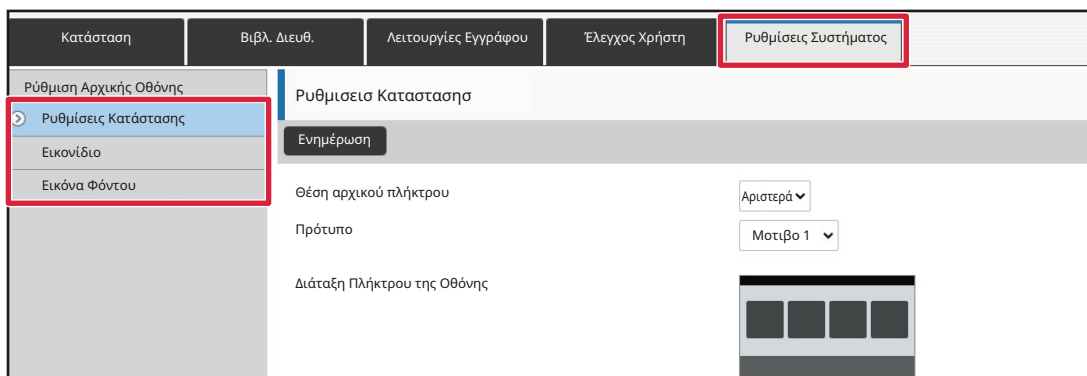 Κατάσταση
Βιβλ. Διευθ.
Λειτουργίες Εγγράφου
Έλεγχος Χρήστη
Ρυθμίσεις Συστήματος
Ρύθμιση Αρχικής Οθόνης
Ρυθμίσεις Κατάστασης
Εικονίδιο
Εικόνα Φόντου
Ρυθμισεισ Καταστασησ
Ενημέρωση
Θέση αρχικού πλήκτρου
Αριστερά
Πρότυπο
Μοτιβο 1
Διάταξη Πλήκτρου της Οθόνης